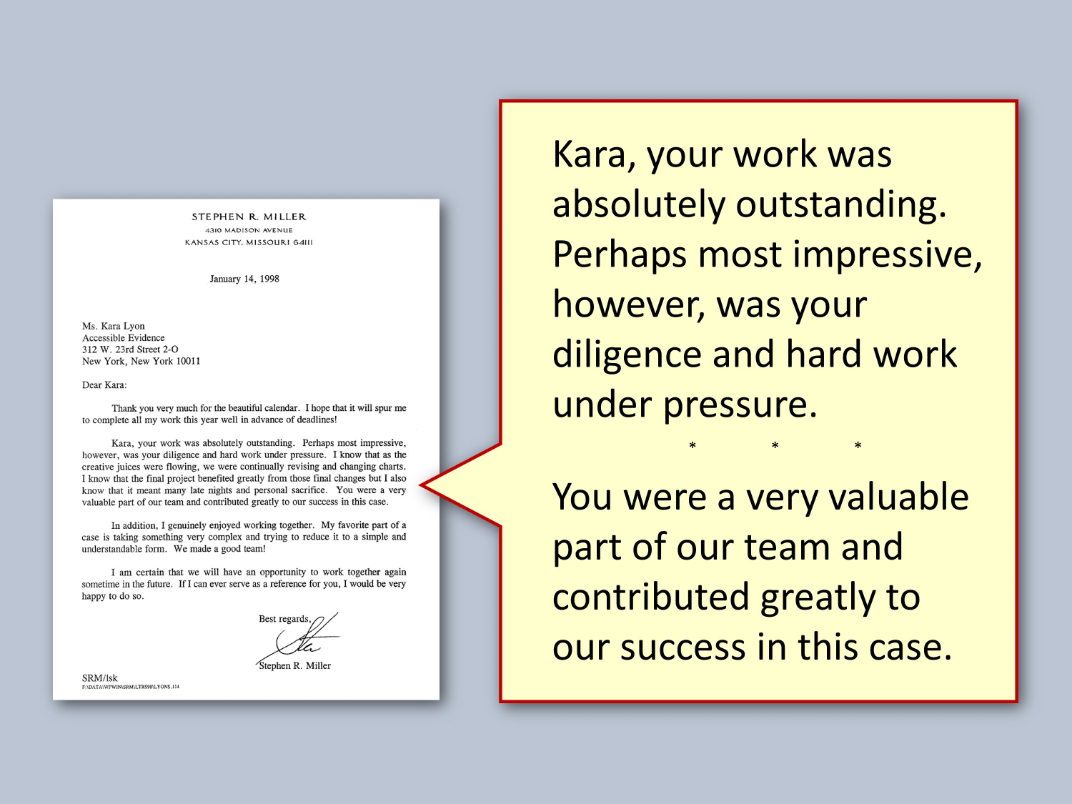 STEPHEN R. MILLER
4310 MADISON AVENUE
KANSAS CITY, MISSOURI 64111
January 14, 1998
Ms. Kara Lyon
Accessible Evidence
312 W. 23rd Street 2-O
New York, New York 10011
Dear Kara:
Thank you very much for the beautiful calendar. I hope that it will spur me
to complete all my work this year well in advance of deadlines!
Kara, your work was absolutely outstanding. Perhaps most impressive,
however, was your diligence and hard work under pressure. I know that as the
creative juices were flowing, we were continually revising and changing charts.
I know that the final project benefited greatly from those final changes but I also
know that it meant many late nights and personal sacrifice. You were a very
valuable part of our team and contributed greatly to our success in this case.
In addition, I genuinely enjoyed working together. My favorite part of a
case is taking something very complex and trying to reduce it to a simple and
understandable form. We made a good team!
I am certain that we will have an opportunity to work together again
sometime in the future. If I can ever serve as a reference for you, I would be very
happy to do so.
Best regards,
Stephen R. Miller
SRM/lsk
Kara, your work was
absolutely outstanding.
Perhaps most impressive,
however, was your
diligence and hard work
under pressure.
* * *
You were a very valuable
part of our team and
contributed greatly to
our success in this case.